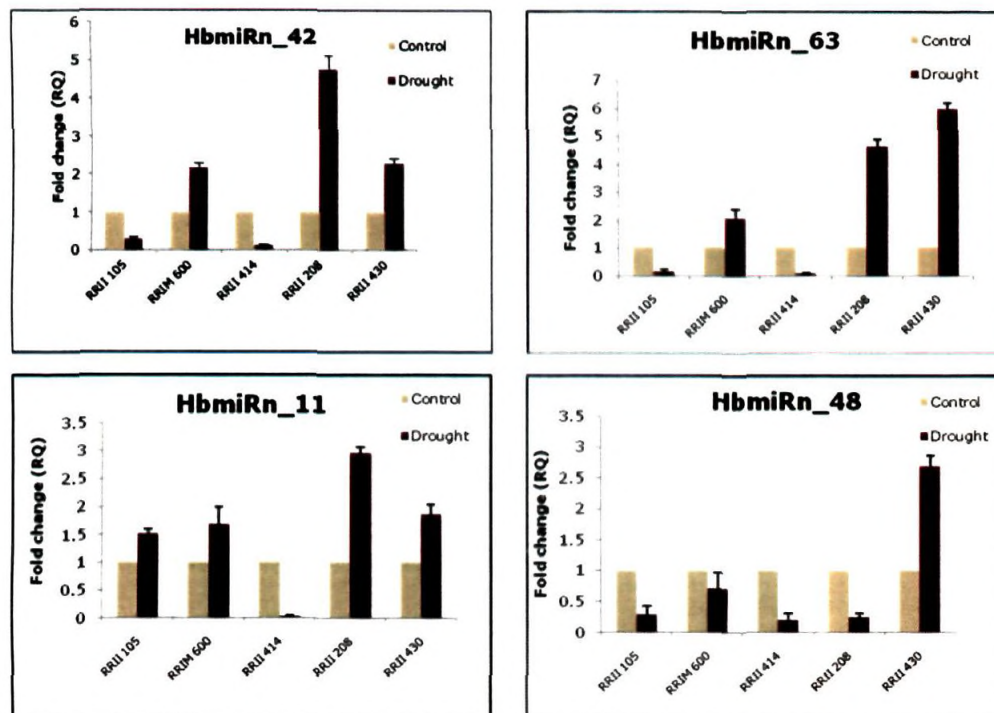 HbmiRn_42
Control
Drought
Fold change (RQ)
6
5
4
3
2
1
0
RRII 105
RRIM 600
RRII 414
RRII 208
RRII 430
HbmiRn_63
Control
Drought
Fold change (RQ)
7
6
5
4
3
2
1
0
RRII 105
RRIM 600
RRII 414
RRII 208
RRII 430
HbmiRn_11
Control
Drought
Fold change (RQ)
3.5
3
2.5
2
1.5
1
0.5
0
RRII 105
RRIM 600
RRII 414
RRII 208
RRII 430
HbmiRn_48
Control
Drought
Fold change (RQ)
3.5
3
2.5
2
1.5
1
0.5
0
RRII 105
RRIM 600
RRII 414
RRII 208
RRII 430